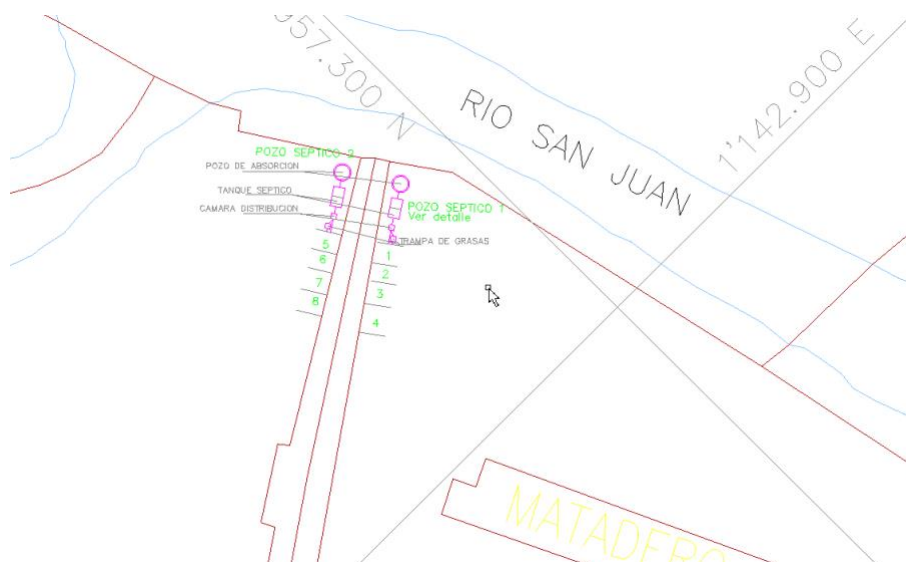 957.300 N
RIO SAN JUAN
1'142.900 E
POZO SEPTICO 2
POZO DE ABSORCION
TANQUE SEPTICO
CAMARA DISTRIBUCION
POZO SEPTICO 1
Ver detalle
TRAMPA DE GRASAS
5
6
7
8
1
2
3
4
MATADERO